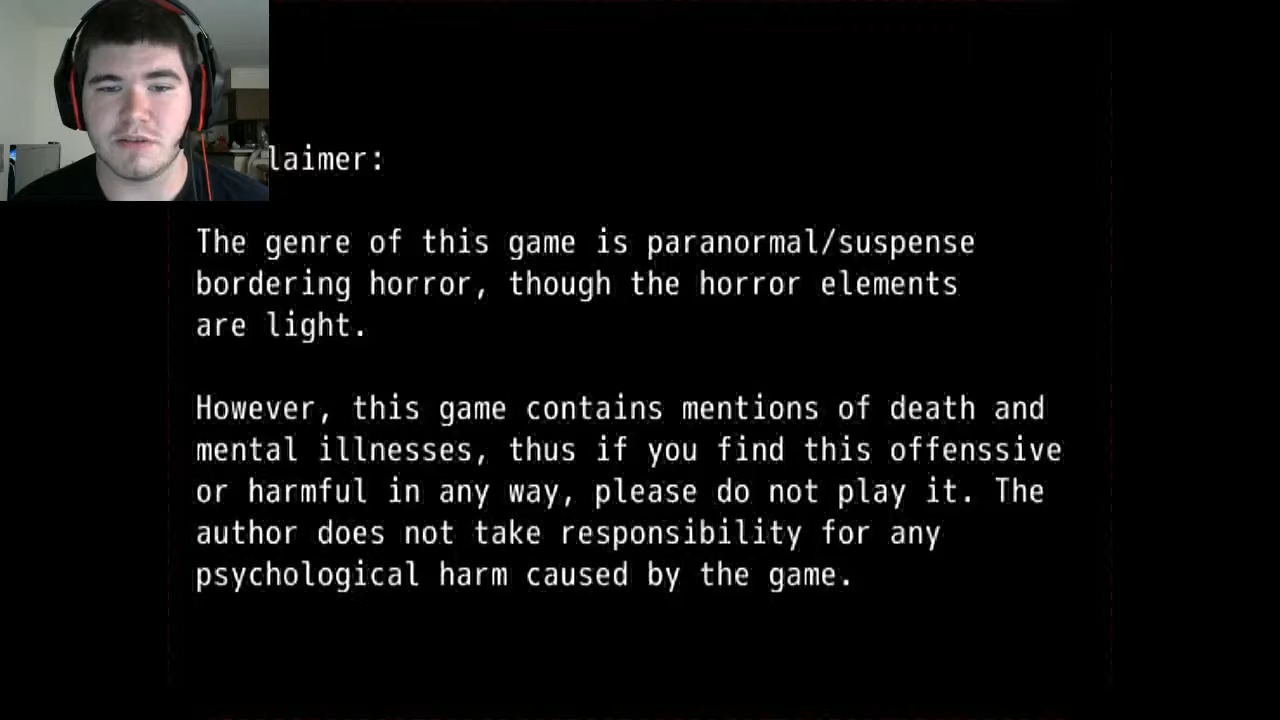 laimer:
The genre of this game is paranormal/suspense
bordering horror, though the horror elements
are light.
However, this game contains mentions of death and
mental illnesses, thus if you find this offenssive
or harmful in any way, please do not play it. The
author does not take responsibility for any
psychological harm caused by the game.